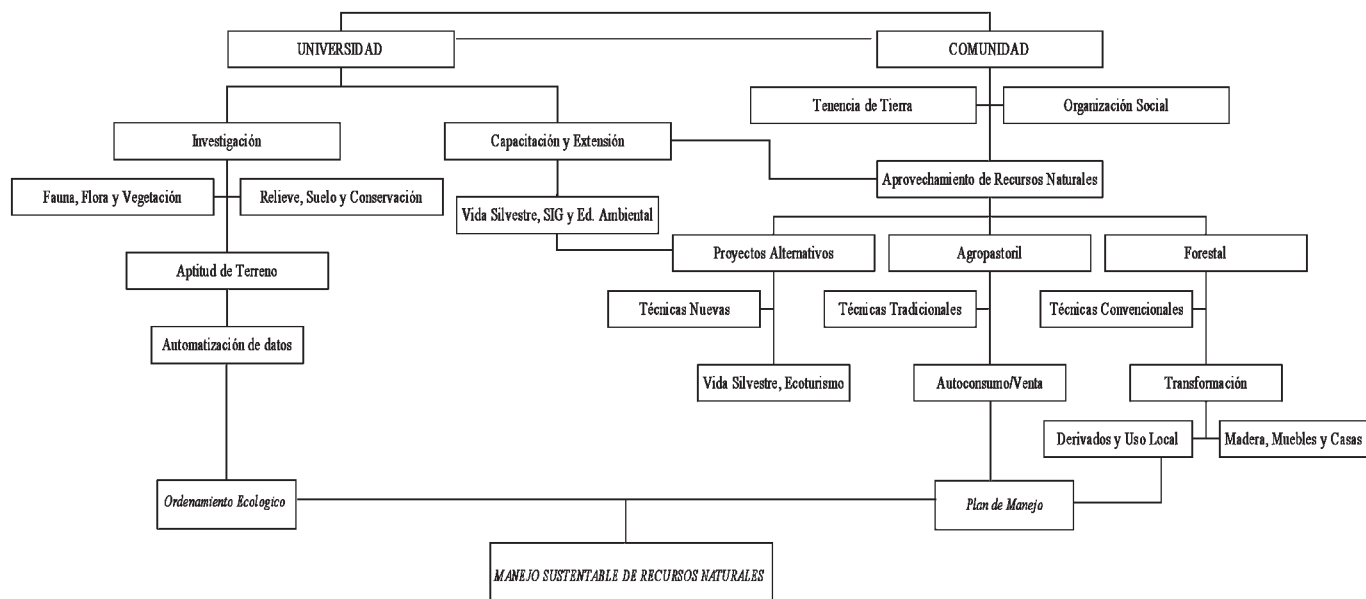 UNIVERSIDAD
COMUNIDAD
Tenencia de Tierra
Organización Social
Investigación
Capacitación y Extensión
Aprovechamiento de Recursos Naturales
Fauna, Flora y Vegetación
Relieve, Suelo y Conservación
Vida Silvestre, SIG y Ed. Ambiental
Proyectos Alternativos
Agropastoril
Forestal
Aptitud de Terreno
Técnicas Nuevas
Técnicas Tradicionales
Técnicas Convencionales
Automatización de datos
Vida Silvestre, Ecoturismo
Autoconsumo/Venta
Transformación
Derivados y Uso Local
Madera, Muebles y Casas
Ordenamiento Ecologico
Plan de Manejo
MANEJO SUSTENTABLE DE RECURSOS NATURALES